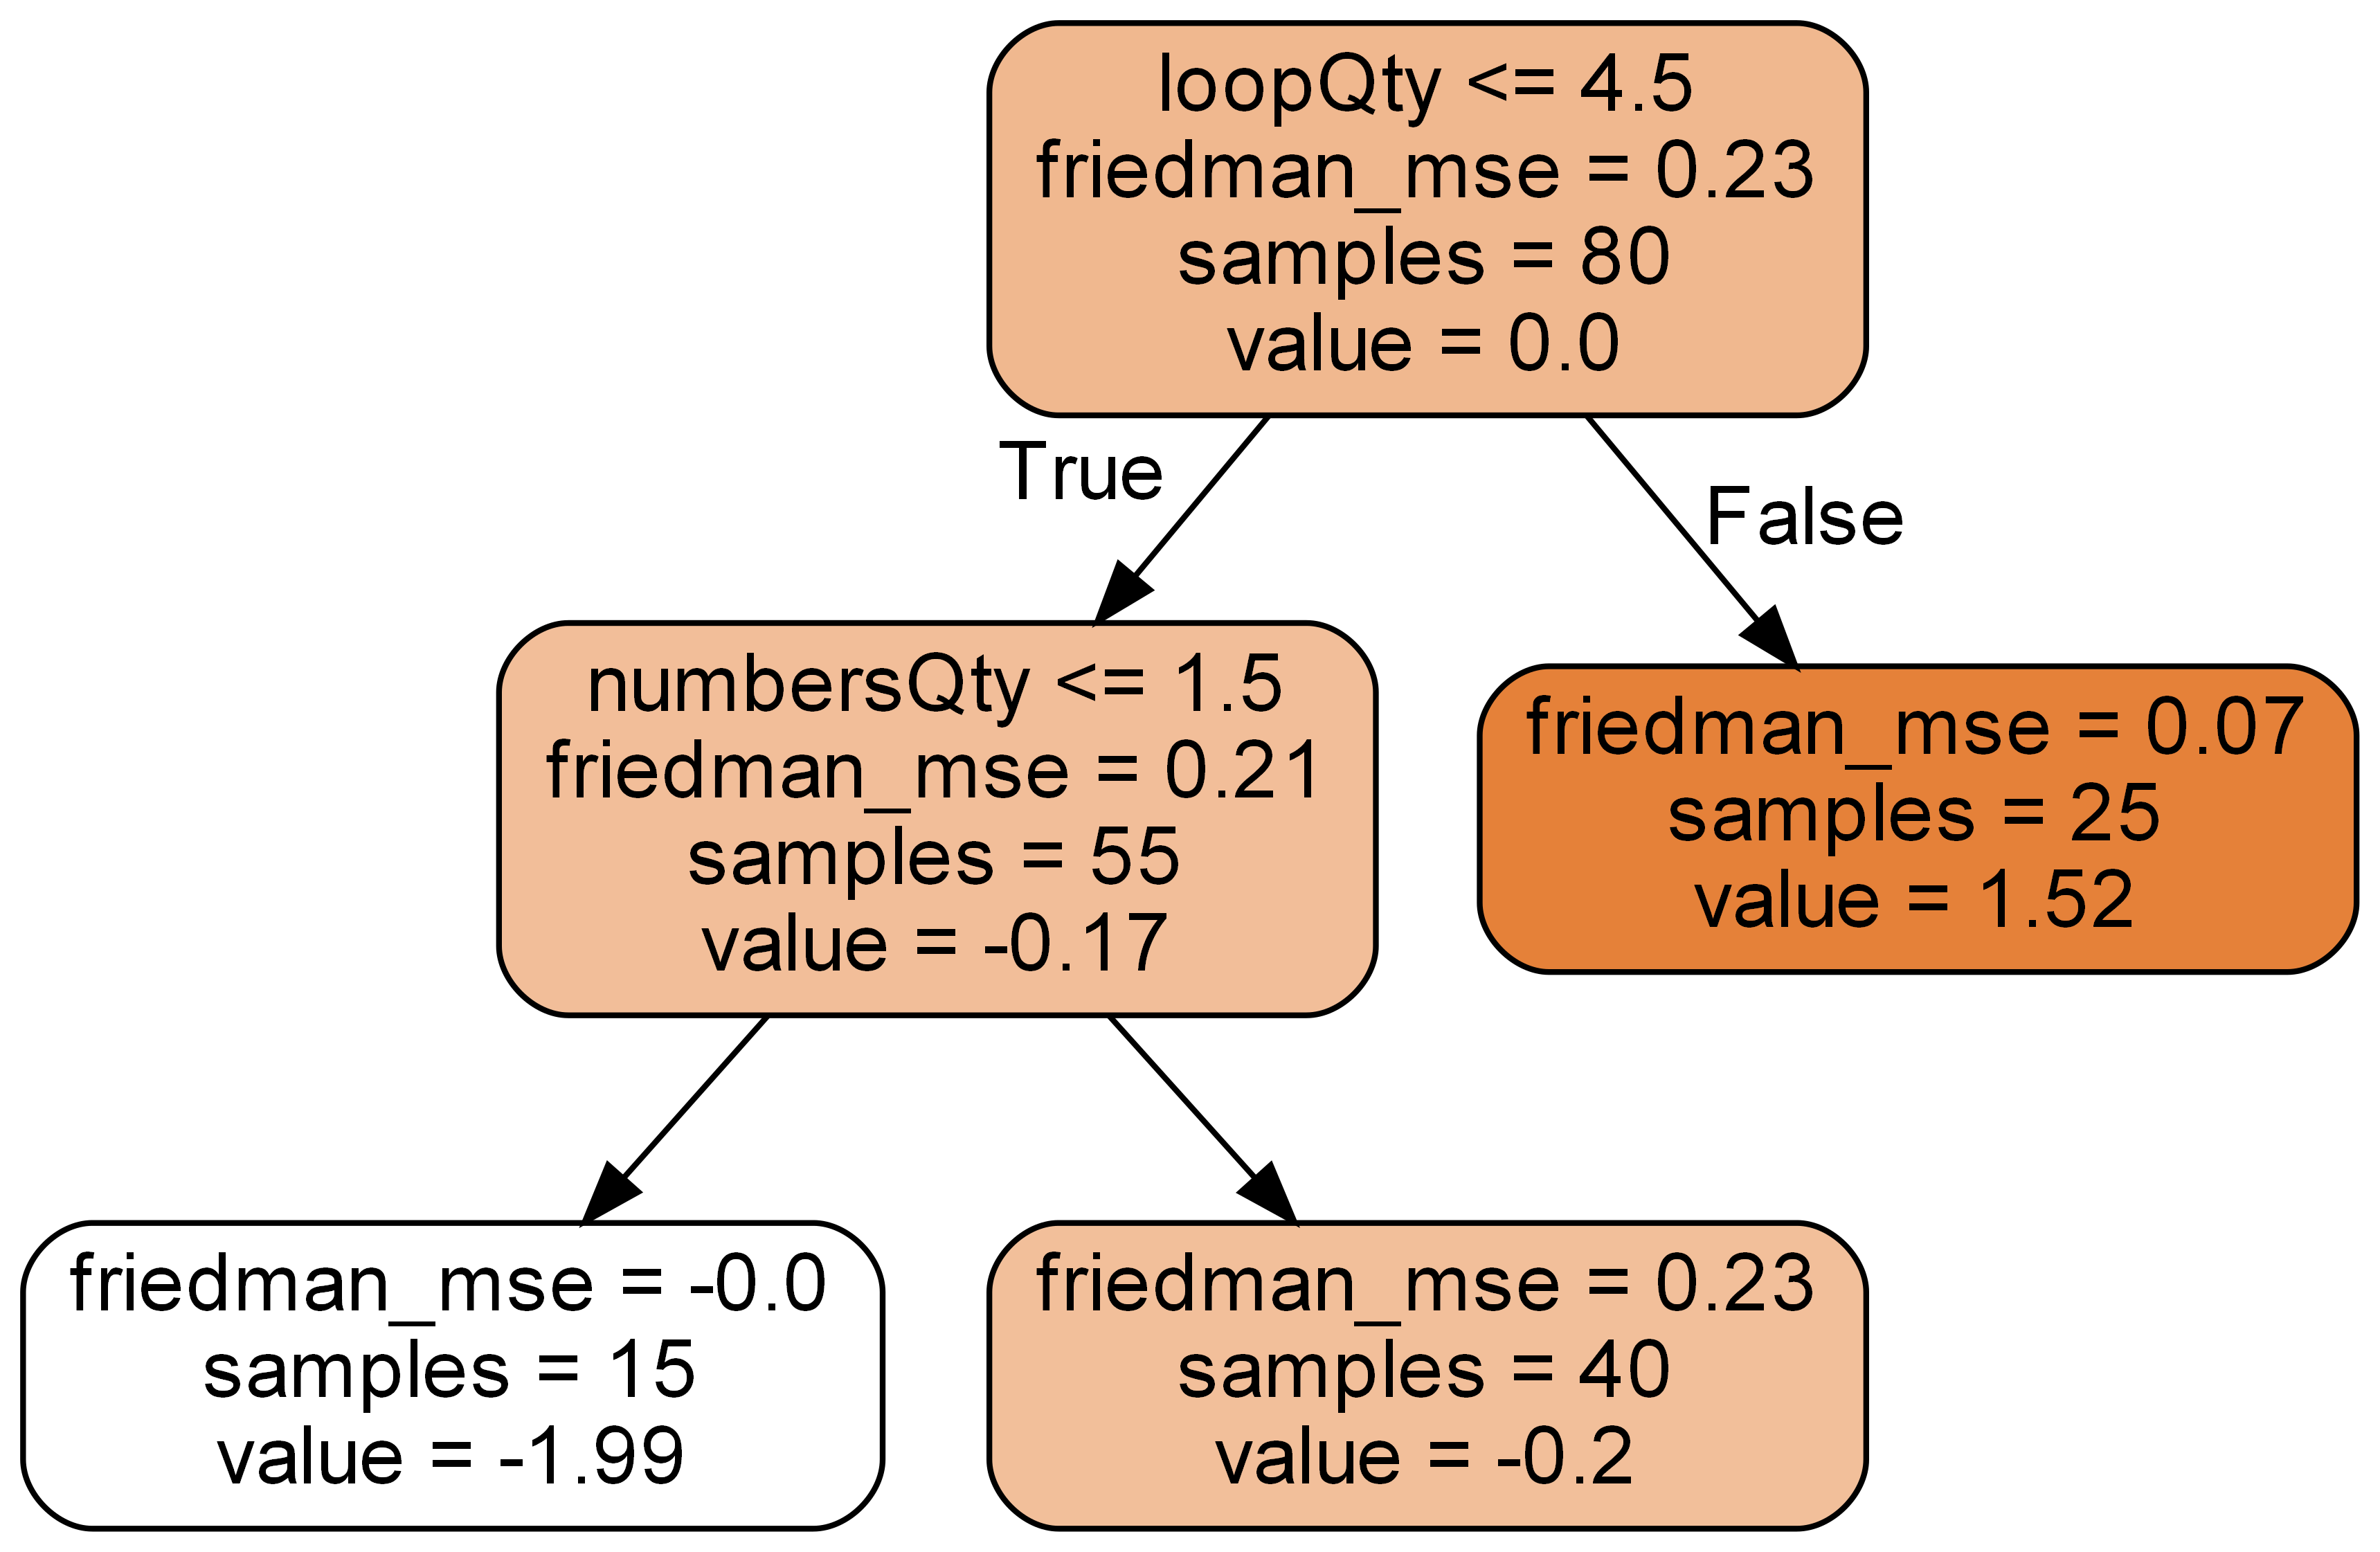 loopQty <= 4.5
friedman_mse = 0.23
samples = 80
value = 0.0
True
False
numbersQty <= 1.5
friedman_mse = 0.21
samples = 55
value = -0.17
friedman_mse = 0.07
samples = 25
value = 1.52
friedman_mse = -0.0
samples = 15
value = -1.99
friedman_mse = 0.23
samples = 40
value = -0.2